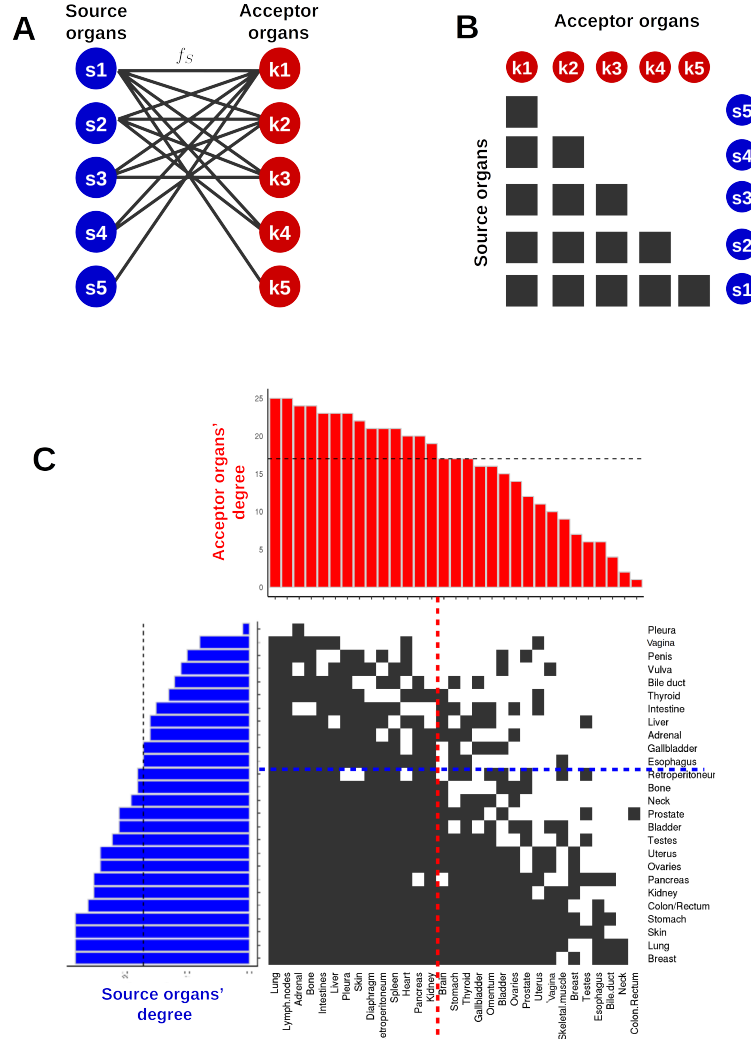 A
Source
organs
Acceptor
organs
fS
s1
s2
s3
s4
s5
k1
k2
k3
k4
k5
B
Acceptor organs
k1 k2 k3 k4 k5
Source organs
s5
s4
s3
s2
s1
C
Acceptor organs'
degree
25
20
15
10
5
0
Pleura
Vagina
Penis
Vulva
Bile duct
Thyroid
Intestine
Liver
Adrenal
Gallbladder
Esophagus
Retroperitoneur
Bone
Neck
Prostate
Bladder
Testes
Uterus
Ovaries
Pancreas
Kidney
Colon/Rectum
Stomach
Skin
Lung
Breast
Lung
Lymph.nodes
Adrenal
Bone
Intestines
Liver
Pleura
Skin
Diaphragm
etroperitoneum
Spleen
Heart
Pancreas
Kidney
Brain
Stomach
Thyroid
Gallbladder
Omentum
Bladder
Ovaries
Prostate
Uterus
Vagina
Skeletal.muscle
Breast
Testes
Esophagus
Bile.duct
Neck
Colon.Rectum
Source organs'
degree